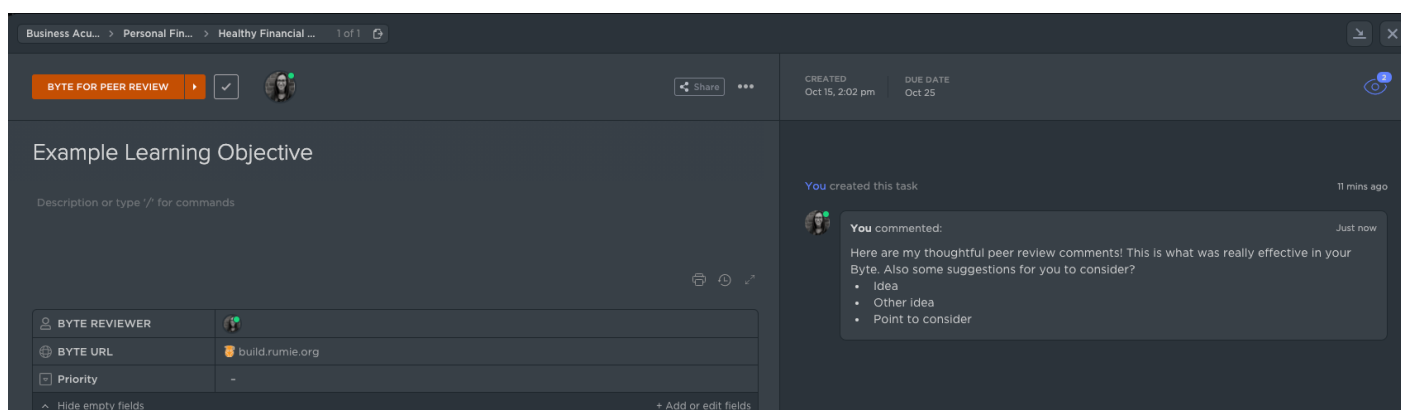 Business Acu... > Personal Fin... > Healthy Financial ... 1 of 1
BYTE FOR PEER REVIEW
Share
CREATED
Oct 15, 2:02 pm
DUE DATE
Oct 25
2
Example Learning Objective
Description or type '/' for commands
BYTE REVIEWER
BYTE URL build.rumie.org
Priority –
Hide empty fields + Add or edit fields
You created this task 11 mins ago
You commented: Just now
Here are my thoughtful peer review comments! This is what was really effective in your
Byte. Also some suggestions for you to consider?
• Idea
• Other idea
• Point to consider